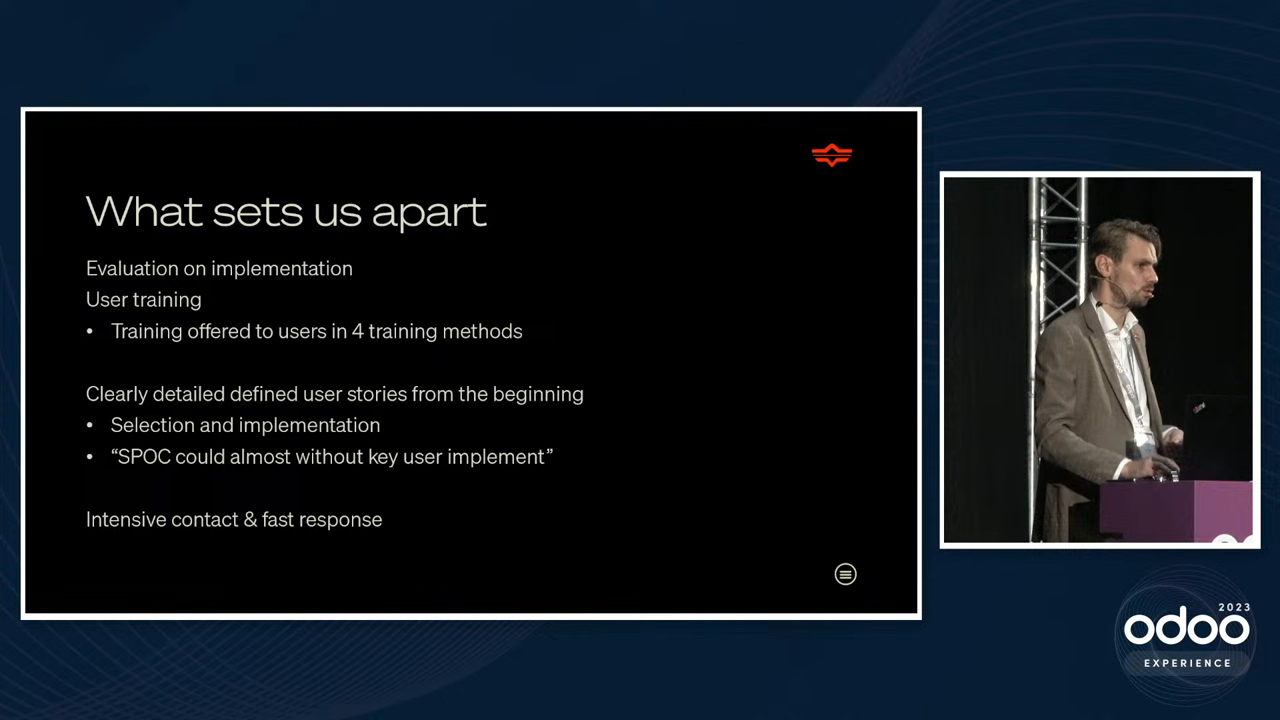 What sets us apart
Evaluation on implementation
User training
• Training offered to users in 4 training methods
Clearly detailed defined user stories from the beginning
• Selection and implementation
• “SPOC could almost without key user implement”
Intensive contact & fast response
2023
odoo
EXPERIENCE